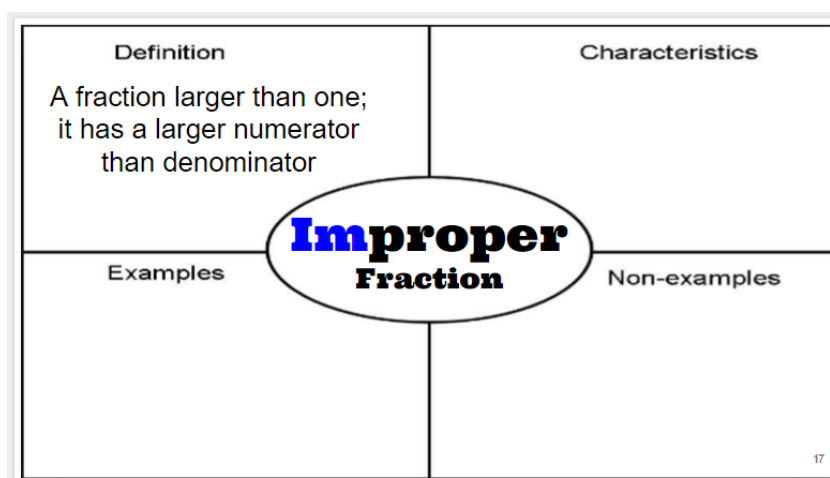 Definition
A fraction larger than one;
it has a larger numerator
than denominator
Characteristics
Improper
Fraction
Examples
Non-examples
17